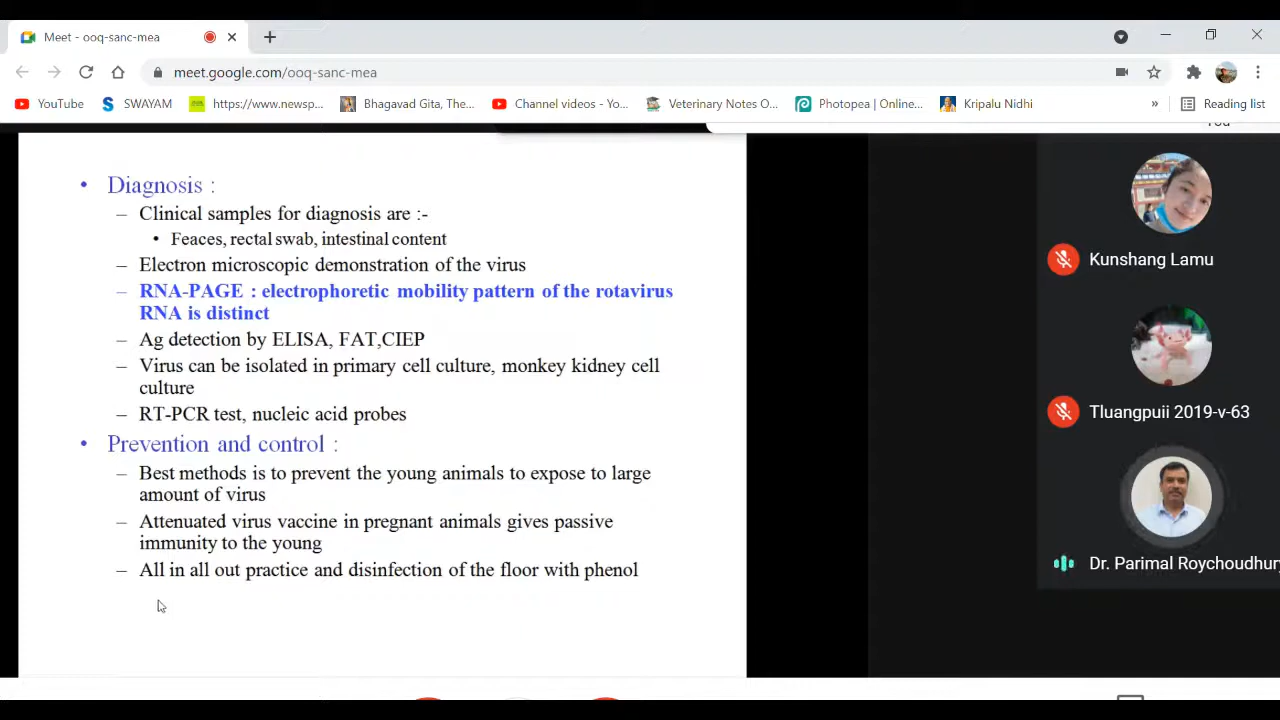 Meet - ooq-sanc-mea
meet.google.com/ooq-sanc-mea
YouTube
SWAYAM
https://www.newsp...
Bhagavad Gita, The...
Channel videos - Yo...
Veterinary Notes O...
Photopea | Online...
Kripalu Nidhi
»
Reading list
You
• Diagnosis :
– Clinical samples for diagnosis are :-
• Feaces, rectal swab, intestinal content
– Electron microscopic demonstration of the virus
– RNA-PAGE : electrophoretic mobility pattern of the rotavirus
RNA is distinct
– Ag detection by ELISA, FAT,CIEP
– Virus can be isolated in primary cell culture, monkey kidney cell
culture
– RT-PCR test, nucleic acid probes
• Prevention and control :
– Best methods is to prevent the young animals to expose to large
amount of virus
– Attenuated virus vaccine in pregnant animals gives passive
immunity to the young
– All in all out practice and disinfection of the floor with phenol
Kunshang Lamu
Tluangpuii 2019-v-63
Dr. Parimal Roychoudhury